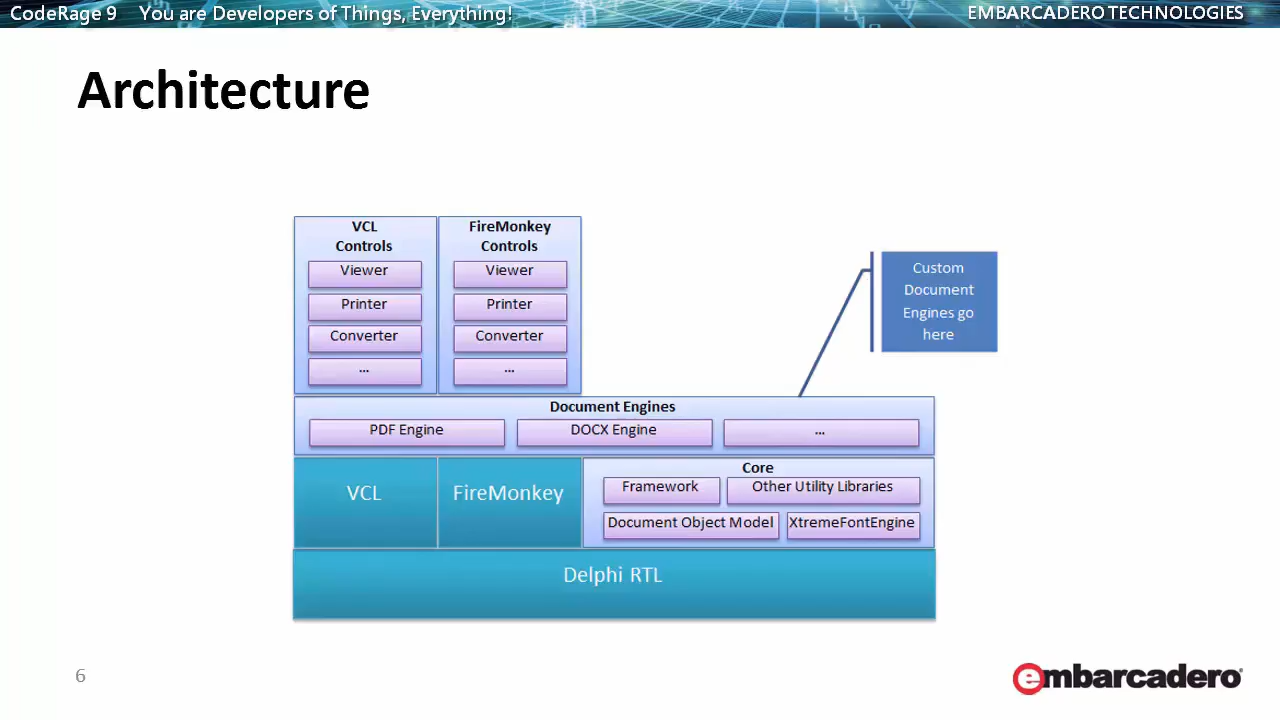 CodeRage 9 You are Developers of Things, Everything!
EMBARCADERO TECHNOLOGIES
Architecture
VCL
Controls
Viewer
Printer
Converter
...
FireMonkey
Controls
Viewer
Printer
Converter
...
Custom
Document
Engines go
here
Document Engines
PDF Engine
DOCX Engine
...
VCL
FireMonkey
Core
Framework
Other Utility Libraries
Document Object Model
XtremeFontEngine
Delphi RTL
6
embarcadero